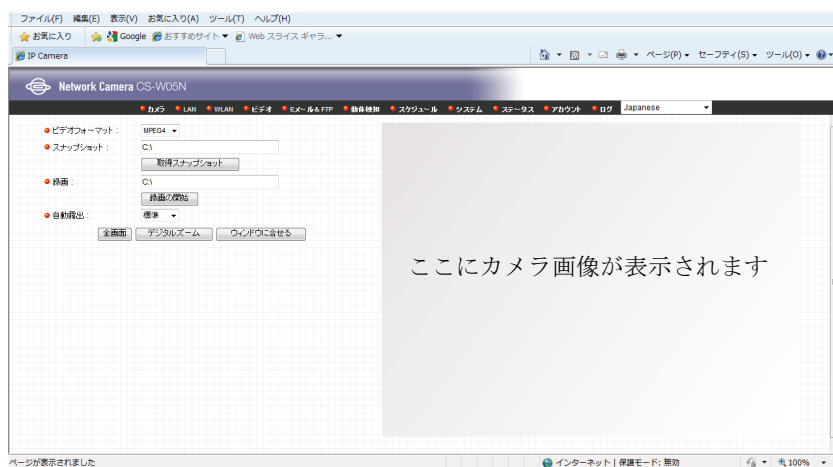 ファイル(F) 編集(E) 表示(V) お気に入り(A) ツール(T) ヘルプ(H)
お気に入り Google おすすめサイト Web スライス ギャラ...
IP Camera ページ(P) セーフティ(S) ツール(O)
Network Camera CS-W05N
カメラ LAN WLAN ビデオ Eメール & FTP 動体検知 スケジュール システム ステータス アカウント ログ Japanese
ビデオフォーマット : MPEG4
スナップショット : C:\
取得スナップショット
録画 : C:\
録画の開始
自動露出 : 標準
全画面 デジタルズーム ウィンドウに合せる
ここにカメラ画像が表示されます
ページが表示されました インターネット | 保護モード: 無効 100%